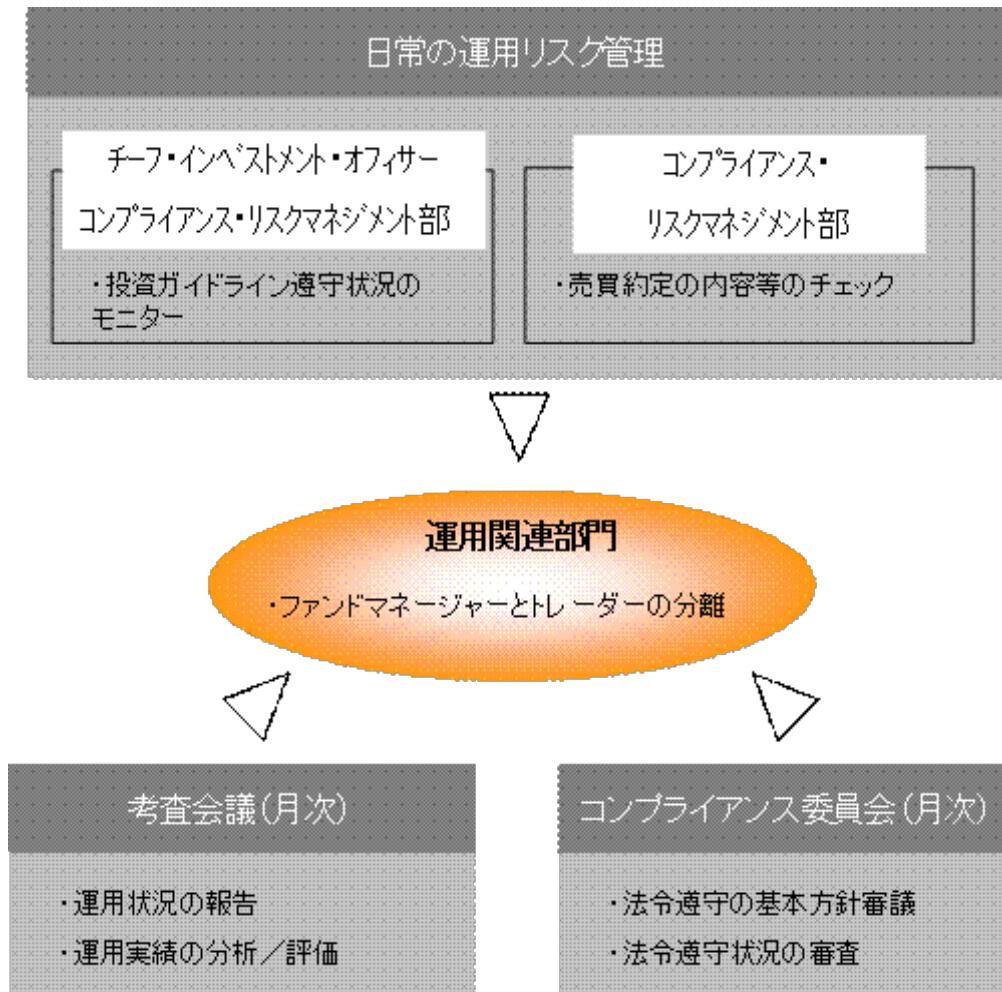 日常の運用リスク管理
チーフ・インベストメント・オフィサー
コンプライアンス・リスクマネジメント部
・投資ガイドライン遵守状況の
モニター
コンプライアンス・
リスクマネジメント部
・売買約定の内容等のチェック
運用関連部門
・ファンドマネージャーとトレーダーの分離
考査会議(月次)
・運用状況の報告
・運用実績の分析／評価
コンプライアンス委員会(月次)
・法令遵守の基本方針審議
・法令遵守状況の審査